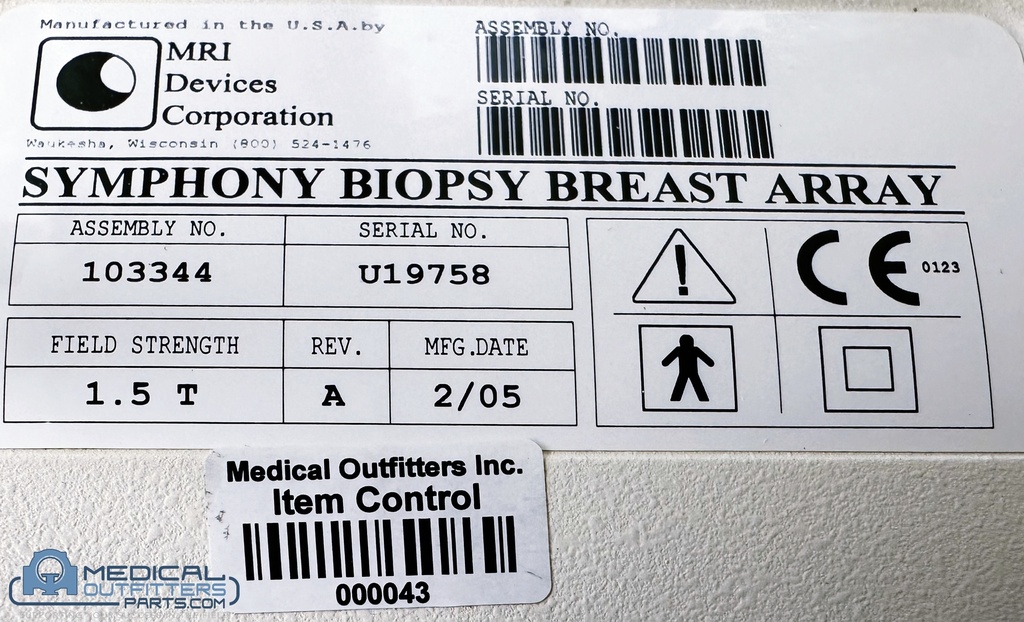 Manufactured in the U.S.A.by
MRI
Devices
Corporation
Waukesha, Wisconsin (800) 524-1476
ASSEMBLY NO.
SERIAL NO.
SYMPHONY BIOPSY BREAST ARRAY
ASSEMBLY NO. SERIAL NO.
103344 U19758
FIELD STRENGTH REV. MFG.DATE
1.5 T A 2/05
!
CE 0123
Medical Outfitters Inc.
Item Control
000043
MEDICAL
OUTFITTERS
PARTS.COM